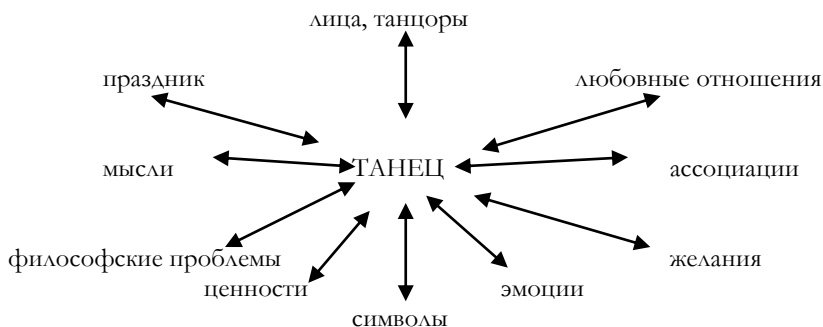 лица, танцоры
праздник любовные отношения
мысли ТАНЕЦ ассоциации
философские проблемы желания
ценности эмоции
символы